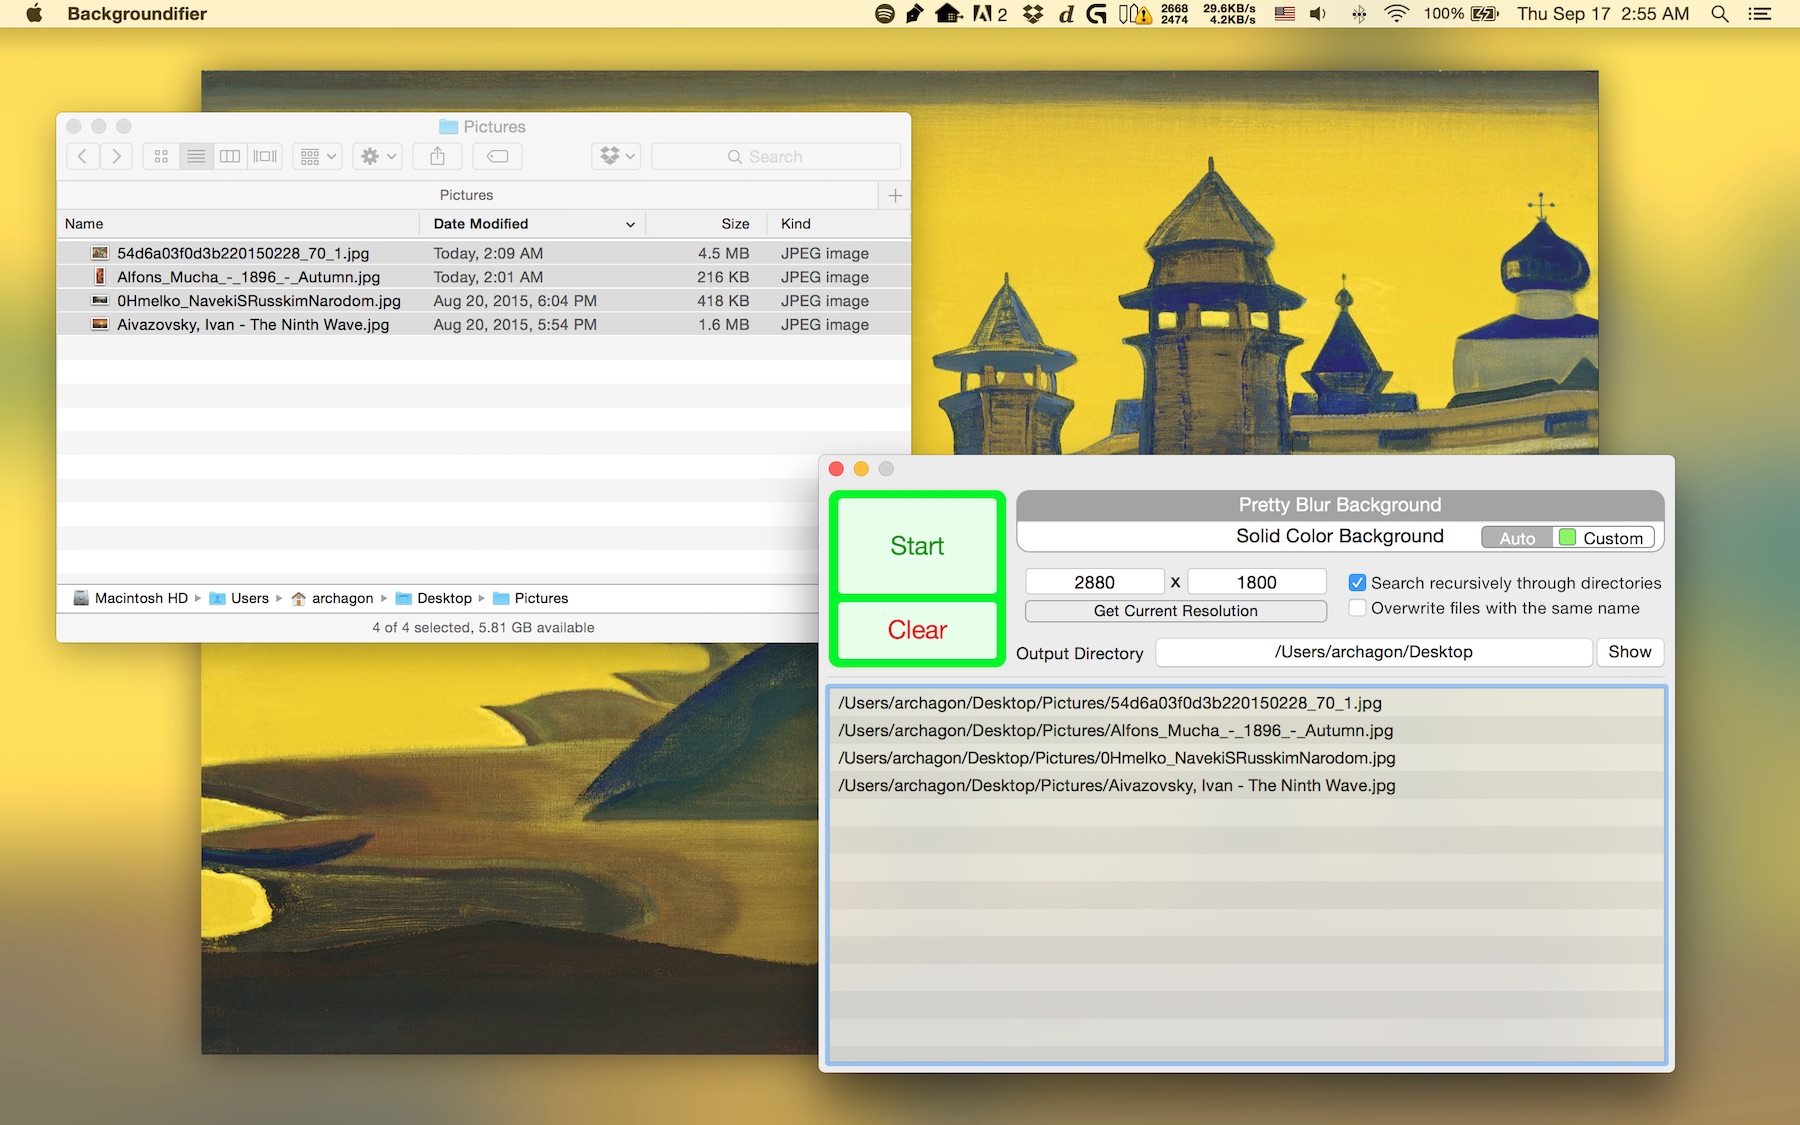 Backgroundifier 2 2668 29.6KB/s 100% Thu Sep 17 2:55 AM
2474 4.2KB/s
Pictures
Search
Pictures
Name Date Modified Size Kind
54d6a03f0d3b220150228_70_1.jpg Today, 2:09 AM 4.5 MB JPEG image
Alfons_Mucha_-_1896_-_Autumn.jpg Today, 2:01 AM 216 KB JPEG image
0Hmelko_NavekiSRusskimNarodom.jpg Aug 20, 2015, 6:04 PM 418 KB JPEG image
Aivazovsky, Ivan - The Ninth Wave.jpg Aug 20, 2015, 5:54 PM 1.6 MB JPEG image
Macintosh HD Users archagon Desktop Pictures
4 of 4 selected, 5.81 GB available
Start
Clear
Pretty Blur Background
Solid Color Background Auto Custom
2880 x 1800
Get Current Resolution
Search recursively through directories
Overwrite files with the same name
Output Directory /Users/archagon/Desktop Show
/Users/archagon/Desktop/Pictures/54d6a03f0d3b220150228_70_1.jpg
/Users/archagon/Desktop/Pictures/Alfons_Mucha_-_1896_-_Autumn.jpg
/Users/archagon/Desktop/Pictures/0Hmelko_NavekiSRusskimNarodom.jpg
/Users/archagon/Desktop/Pictures/Aivazovsky, Ivan - The Ninth Wave.jpg